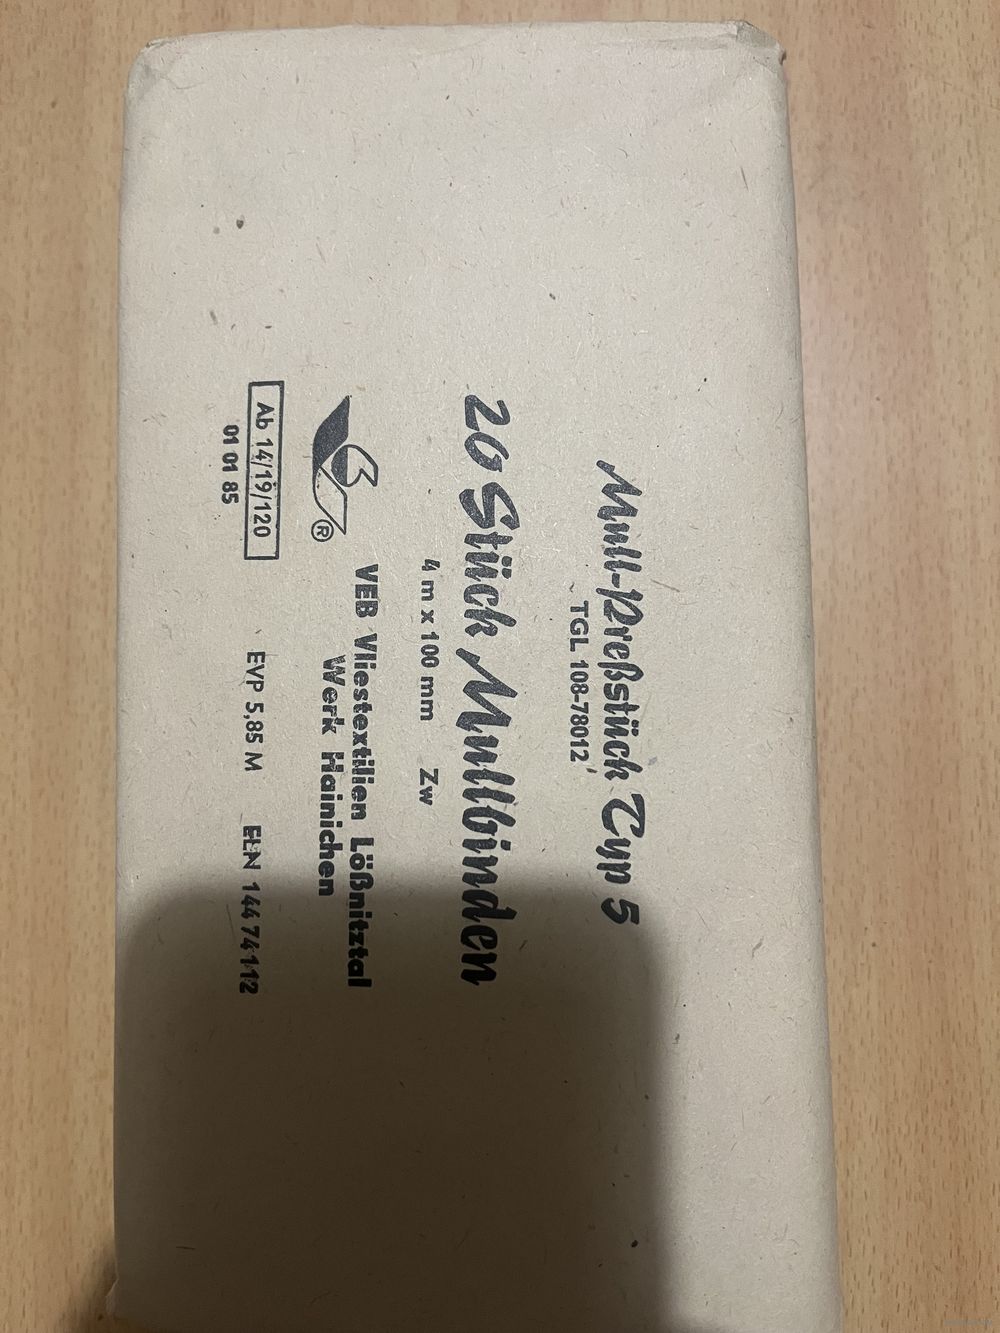 Mull-Preßstück Typ 5
TGL 108-78012
20 Stück Mullbinden
4 m x 100 mm Zw
VEB Vliestextilien Lößnitztal
Werk Hainichen
®
Ab 14/19/120
01 01 85
EVP 5,85 M
ELN 144 74112